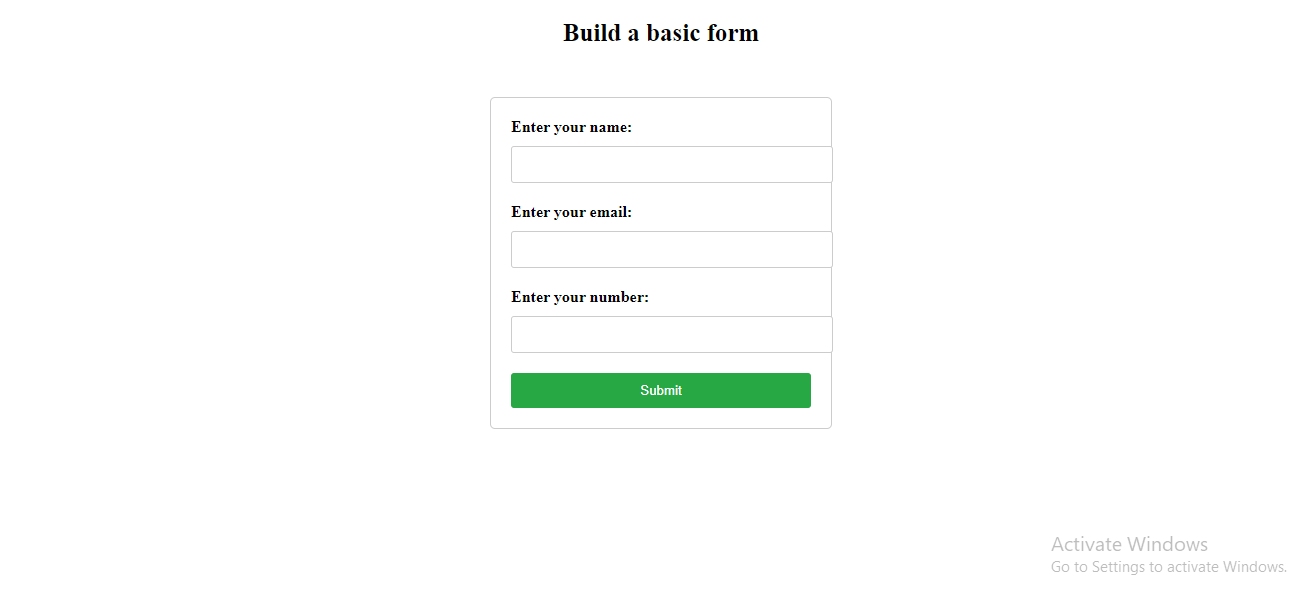 Build a basic form
Enter your name:
Enter your email:
Enter your number:
Submit
Activate Windows
Go to Settings to activate Windows.